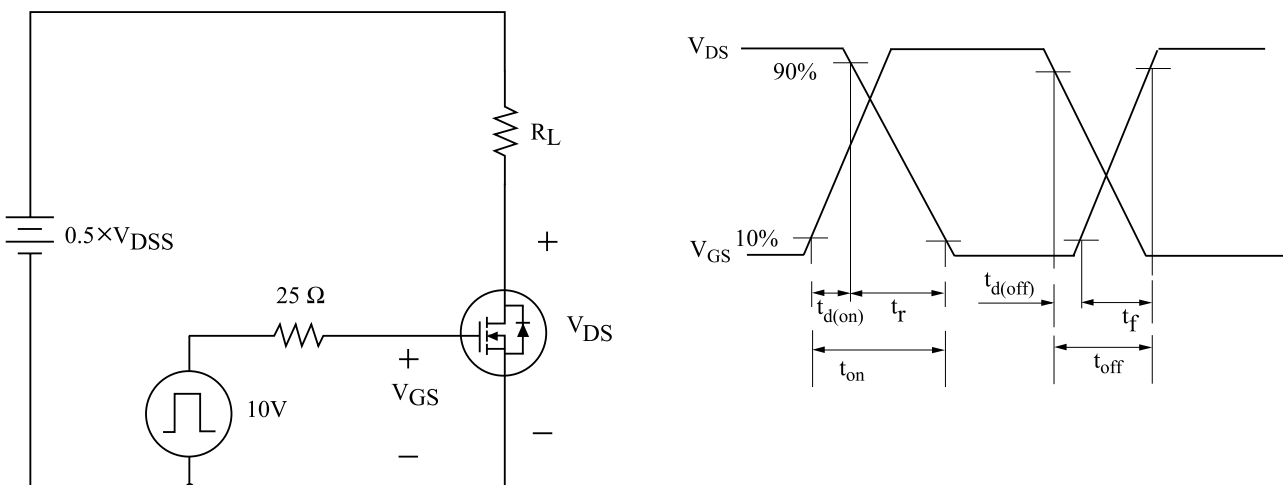 R_L
0.5×V_DSS
25 Ω
V_DS
V_GS
10V
V_DS
90%
V_GS 10%
t_d(on) t_r
t_on
t_d(off)
t_f
t_off